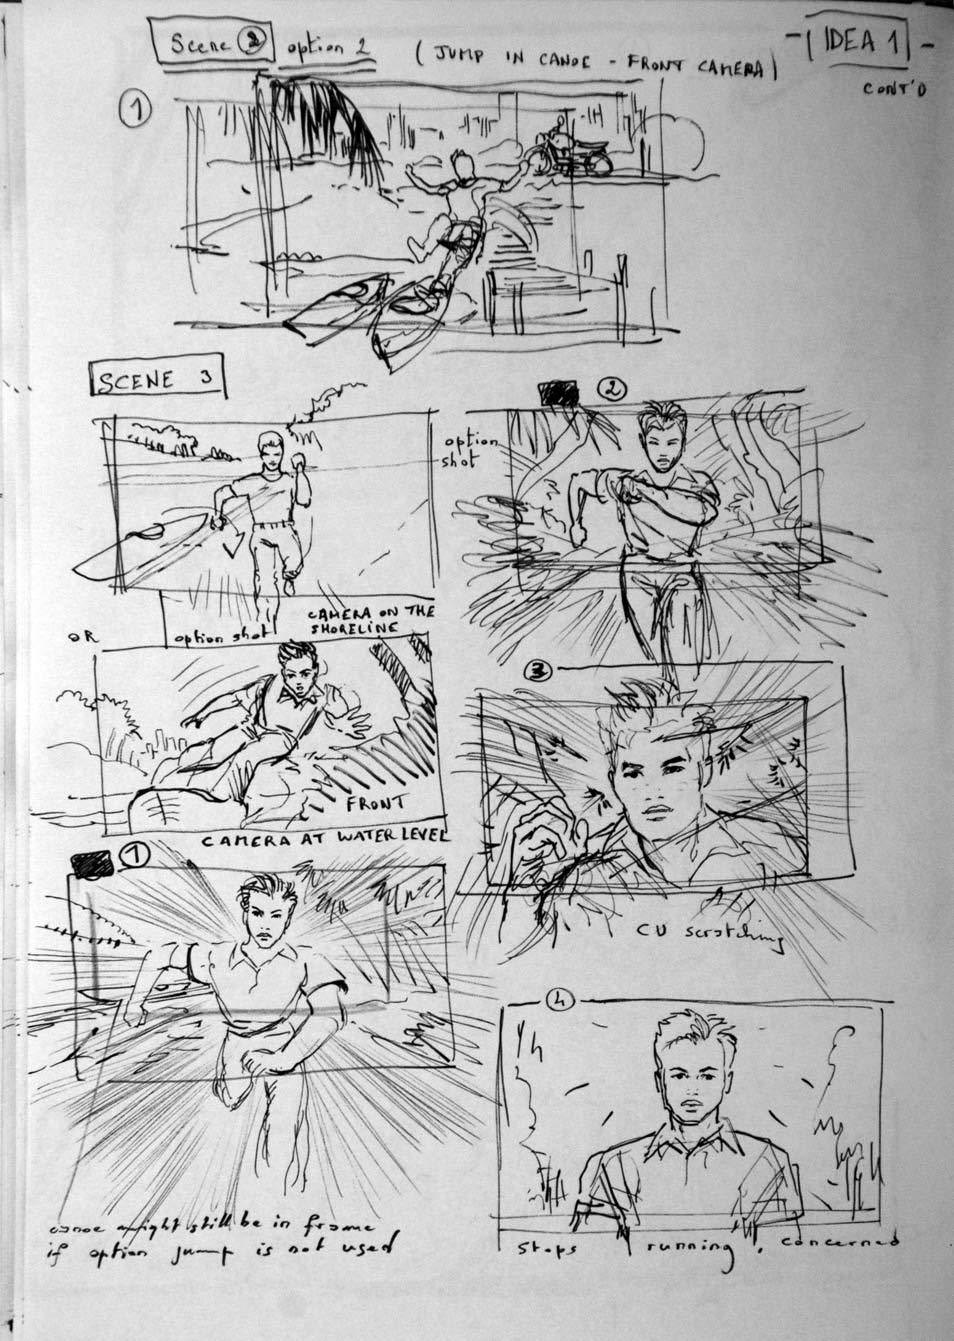 Scene 2 option 2 (JUMP IN CANOE - FRONT CAMERA)
- IDEA 1 -
CONT'D
1
SCENE 3
option
shot
2
CAMERA ON THE
SHORELINE
OR
option shot
FRONT
CAMERA AT WATER LEVEL
3
CU scratching
1
canoe might still be in frame
if option jump is not used
4
stops running, concerned